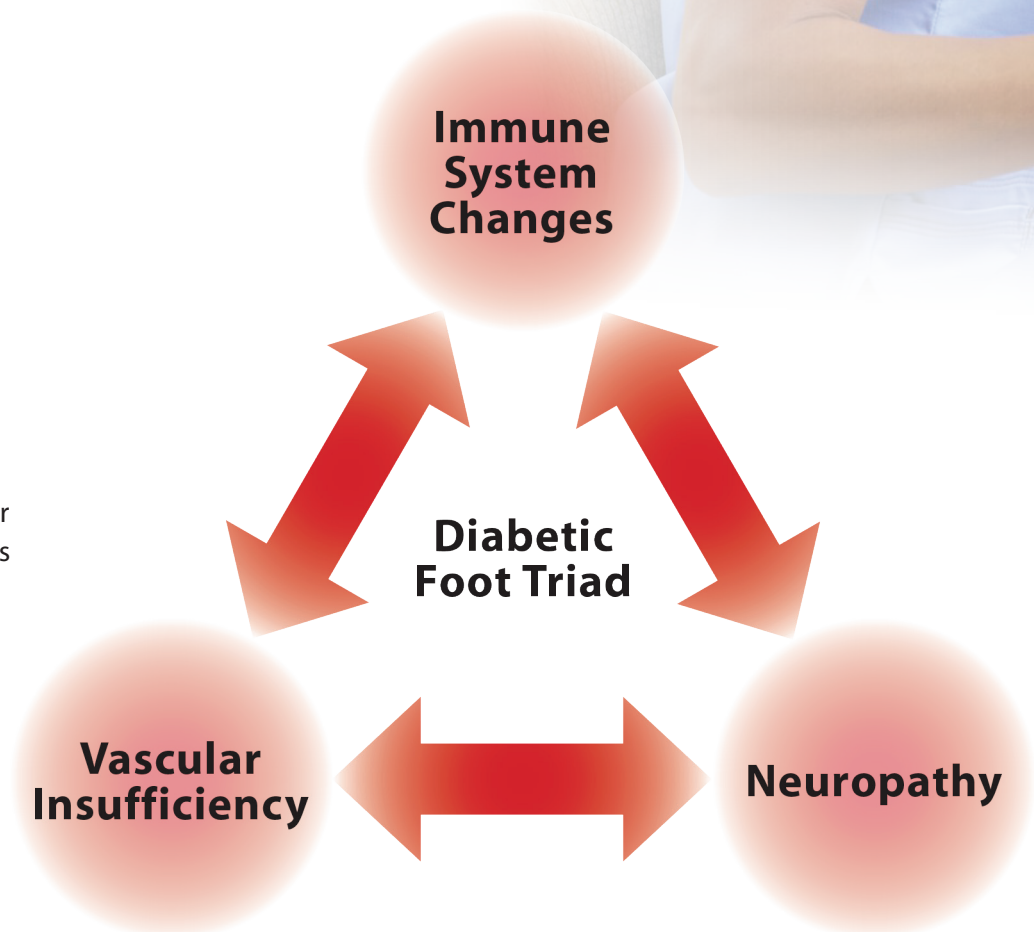 Immune
System
Changes
r
s
Diabetic
Foot Triad
Vascular
Insufficiency
Neuropathy